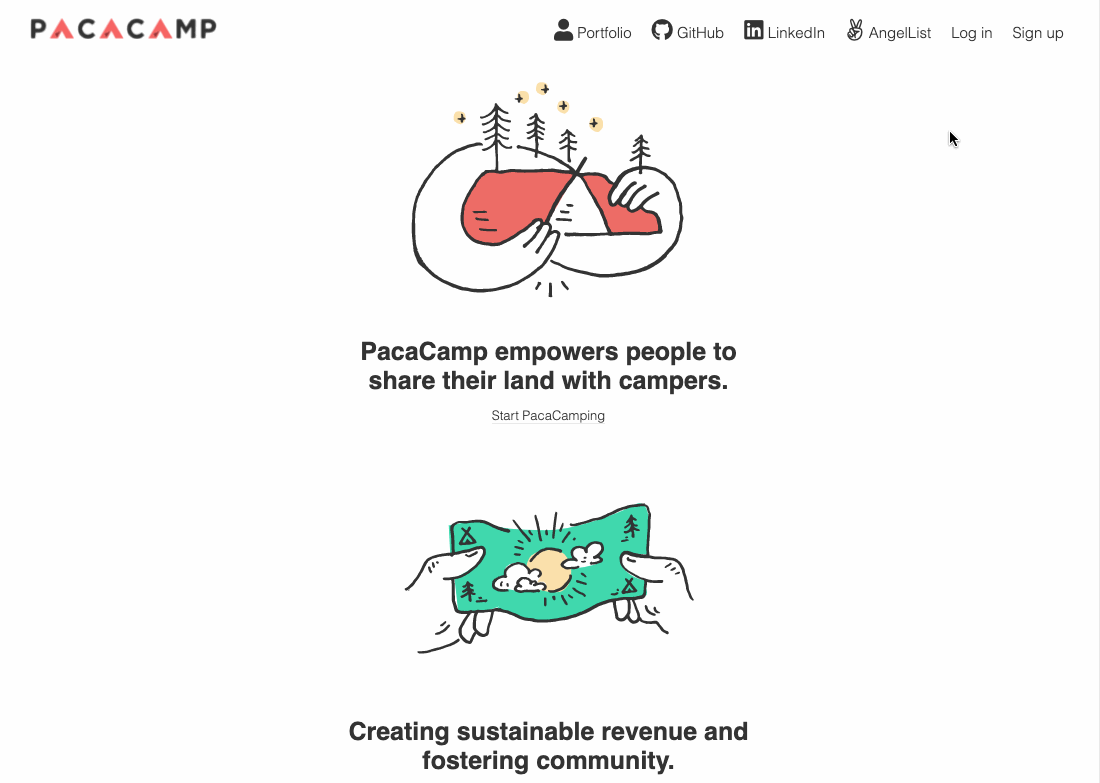 PACACAMP
Portfolio GitHub LinkedIn AngelList Log in Sign up
PacaCamp empowers people to
share their land with campers.
Start PacaCamping
Creating sustainable revenue and
fostering community.